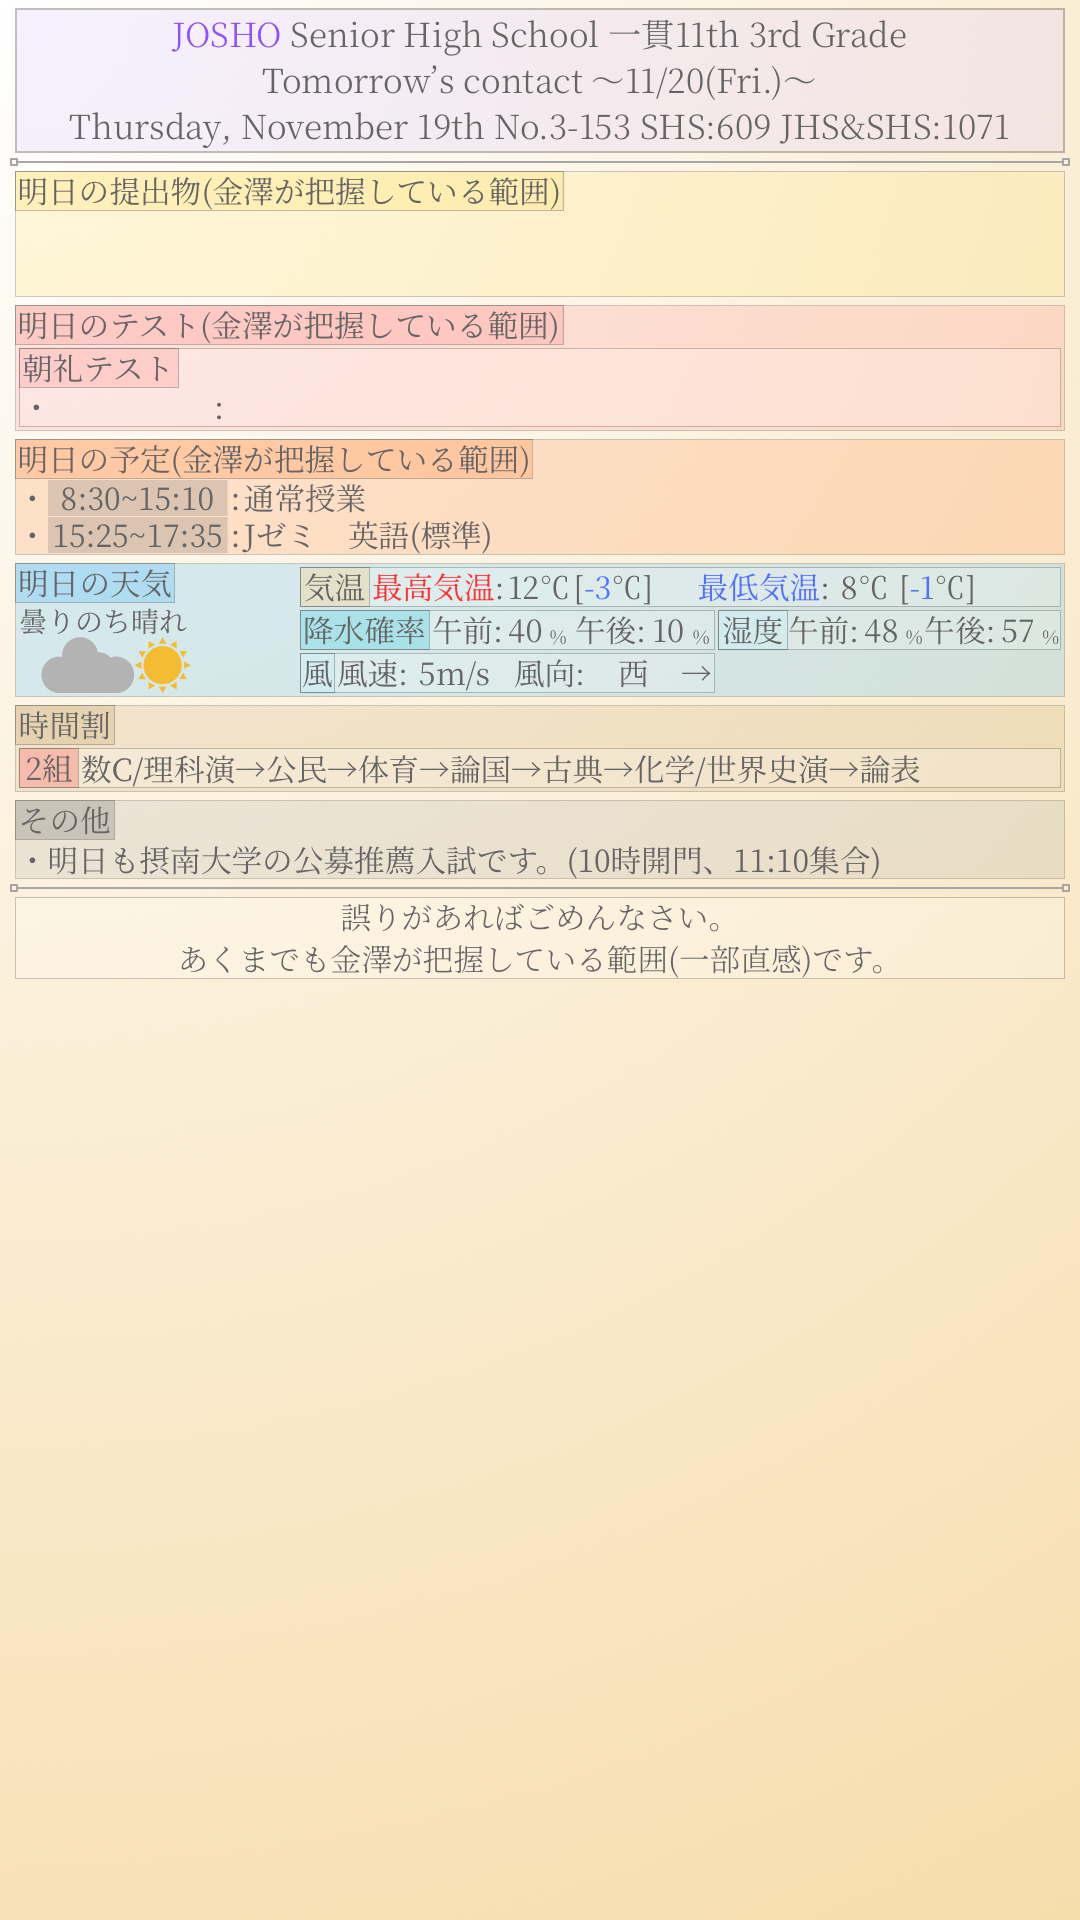 JOSHO Senior High School 一貫11th 3rd Grade
Tomorrow's contact ～11/20(Fri.)～
Thursday, November 19th No.3-153 SHS:609 JHS&SHS:1071
明日の提出物(金澤が把握している範囲)
明日のテスト(金澤が把握している範囲)
朝礼テスト
・ :
明日の予定(金澤が把握している範囲)
・ 8:30~15:10 :通常授業
・ 15:25~17:35 :Jゼミ 英語(標準)
明日の天気
曇りのち晴れ
気温 最高気温:12℃[-3℃] 最低気温: 8℃ [-1℃]
降水確率 午前:40 % 午後:10 % 湿度 午前:48 % 午後:57 %
風 風速: 5m/s 風向: 西 →
時間割
2組 数C/理科演→公民→体育→論国→古典→化学/世界史演→論表
その他
・明日も摂南大学の公募推薦入試です。(10時開門、11:10集合)
誤りがあればごめんなさい。
あくまでも金澤が把握している範囲(一部直感)です。